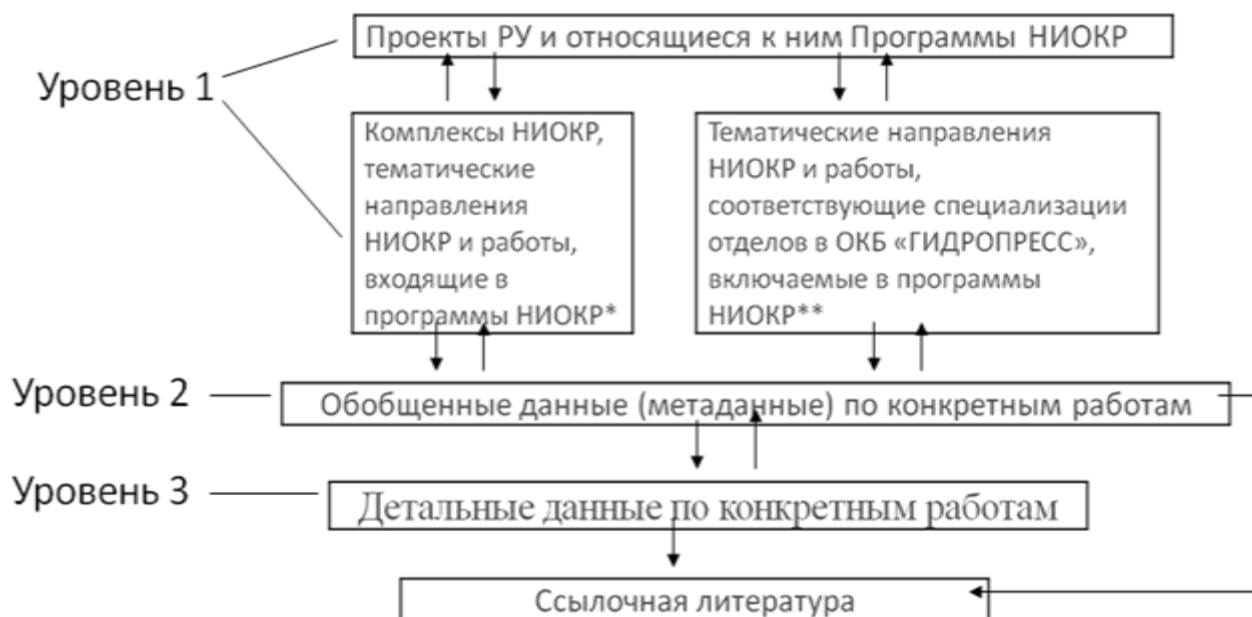 Проекты РУ и относящиеся к ним Программы НИОКР
Уровень 1
Комплексы НИОКР,
тематические
направления
НИОКР и работы,
входящие в
программы НИОКР*
Тематические направления
НИОКР и работы,
соответствующие специализации
отделов в ОКБ «ГИДРОПРЕСС»,
включаемые в программы
НИОКР**
Уровень 2
Обобщенные данные (метаданные) по конкретным работам
Уровень 3
Детальные данные по конкретным работам
Ссылочная литература